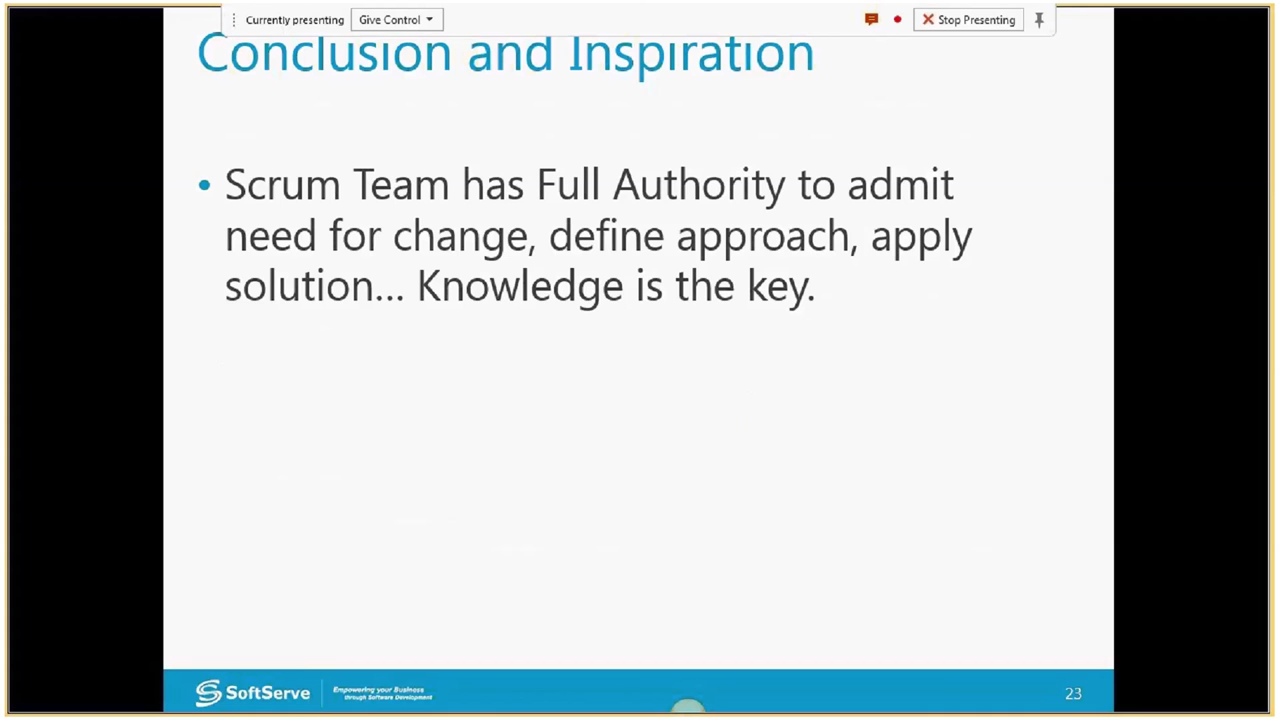 Currently presenting Give Control Stop Presenting
Conclusion and Inspiration
• Scrum Team has Full Authority to admit
need for change, define approach, apply
solution... Knowledge is the key.
SoftServe
Empowering your Business
through Software Development
23